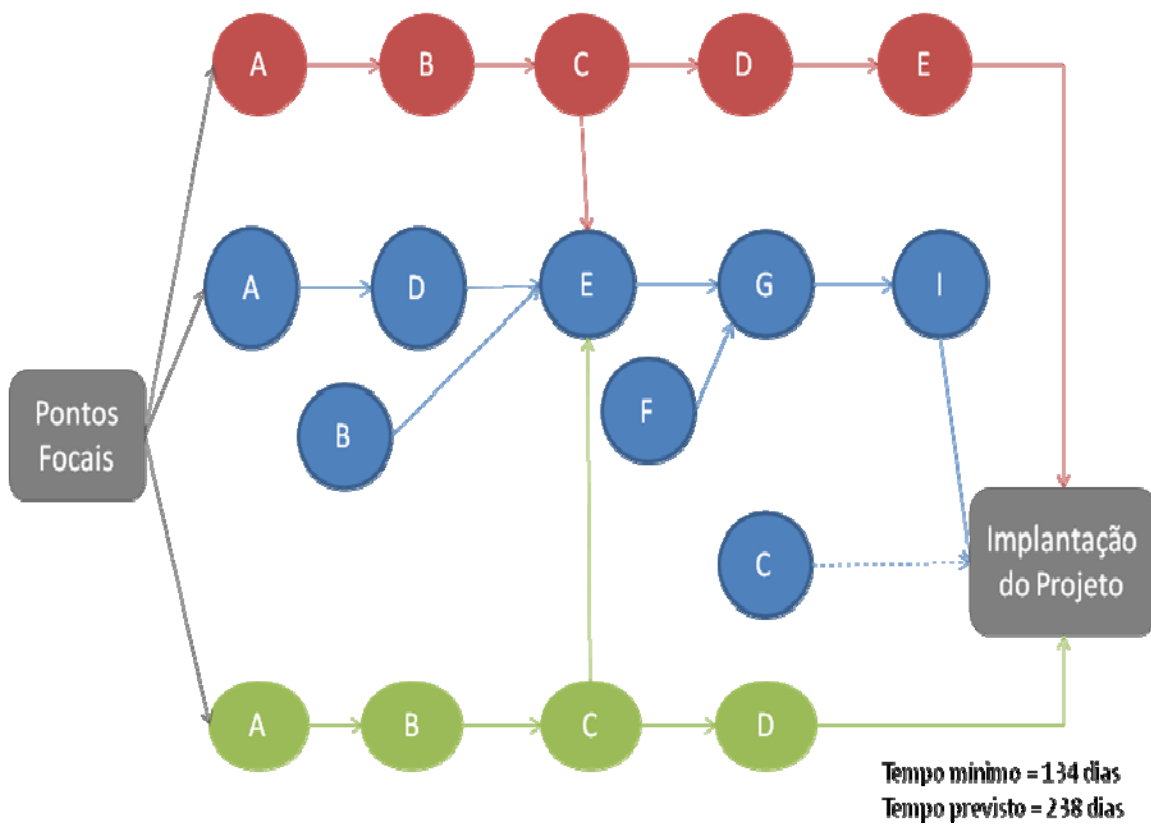 A
B
C
D
E
A
D
E
G
I
Pontos
Focais
B
F
C
Implantação
do Projeto
A
B
C
D
Tempo mínimo = 134 dias
Tempo previsto = 238 dias